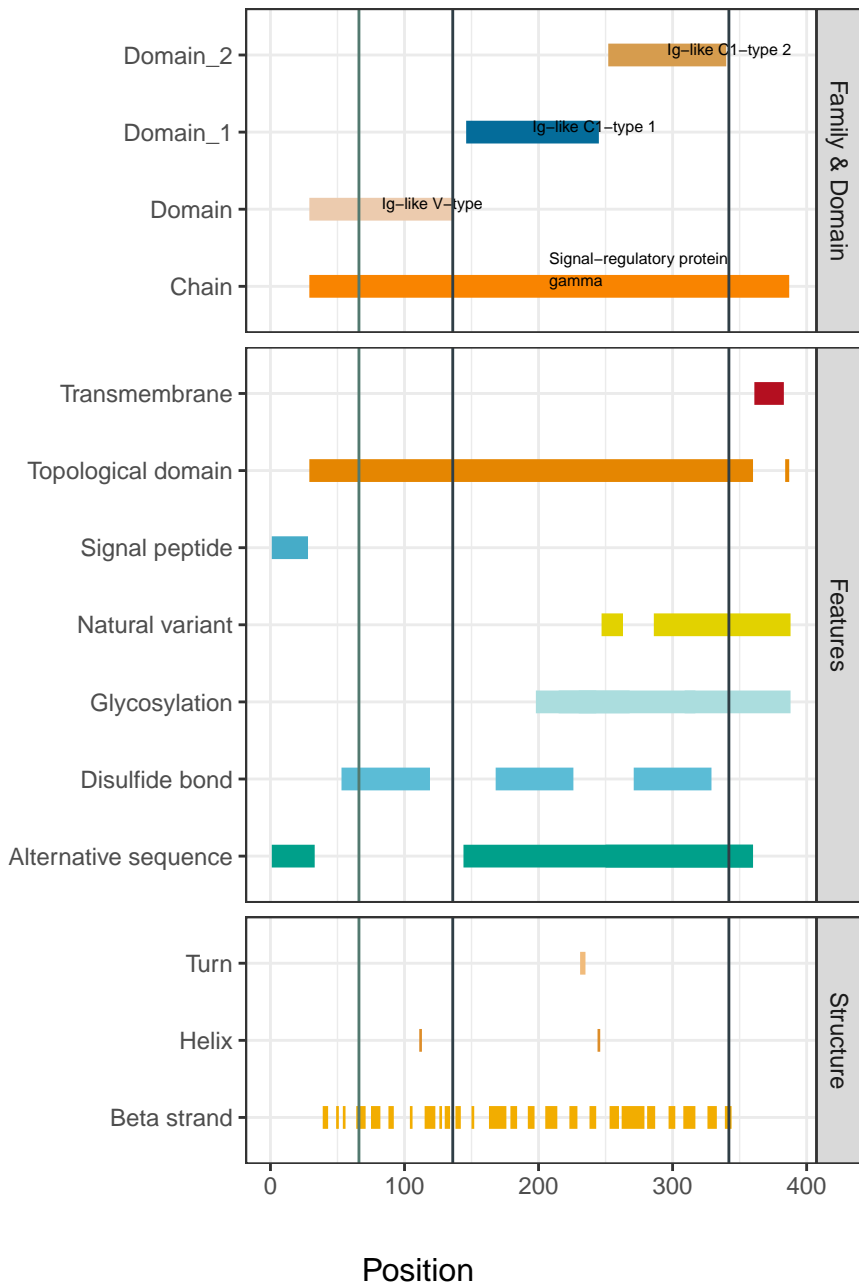 Domain_2
Ig-like C1-type 2
Domain_1
Ig-like C1-type 1
Domain
Ig-like V-type
Chain
Signal-regulatory protein
gamma
Family & Domain
Transmembrane
Topological domain
Signal peptide
Natural variant
Glycosylation
Disulfide bond
Alternative sequence
Features
Turn
Helix
Beta strand
Structure
0 100 200 300 400
Position